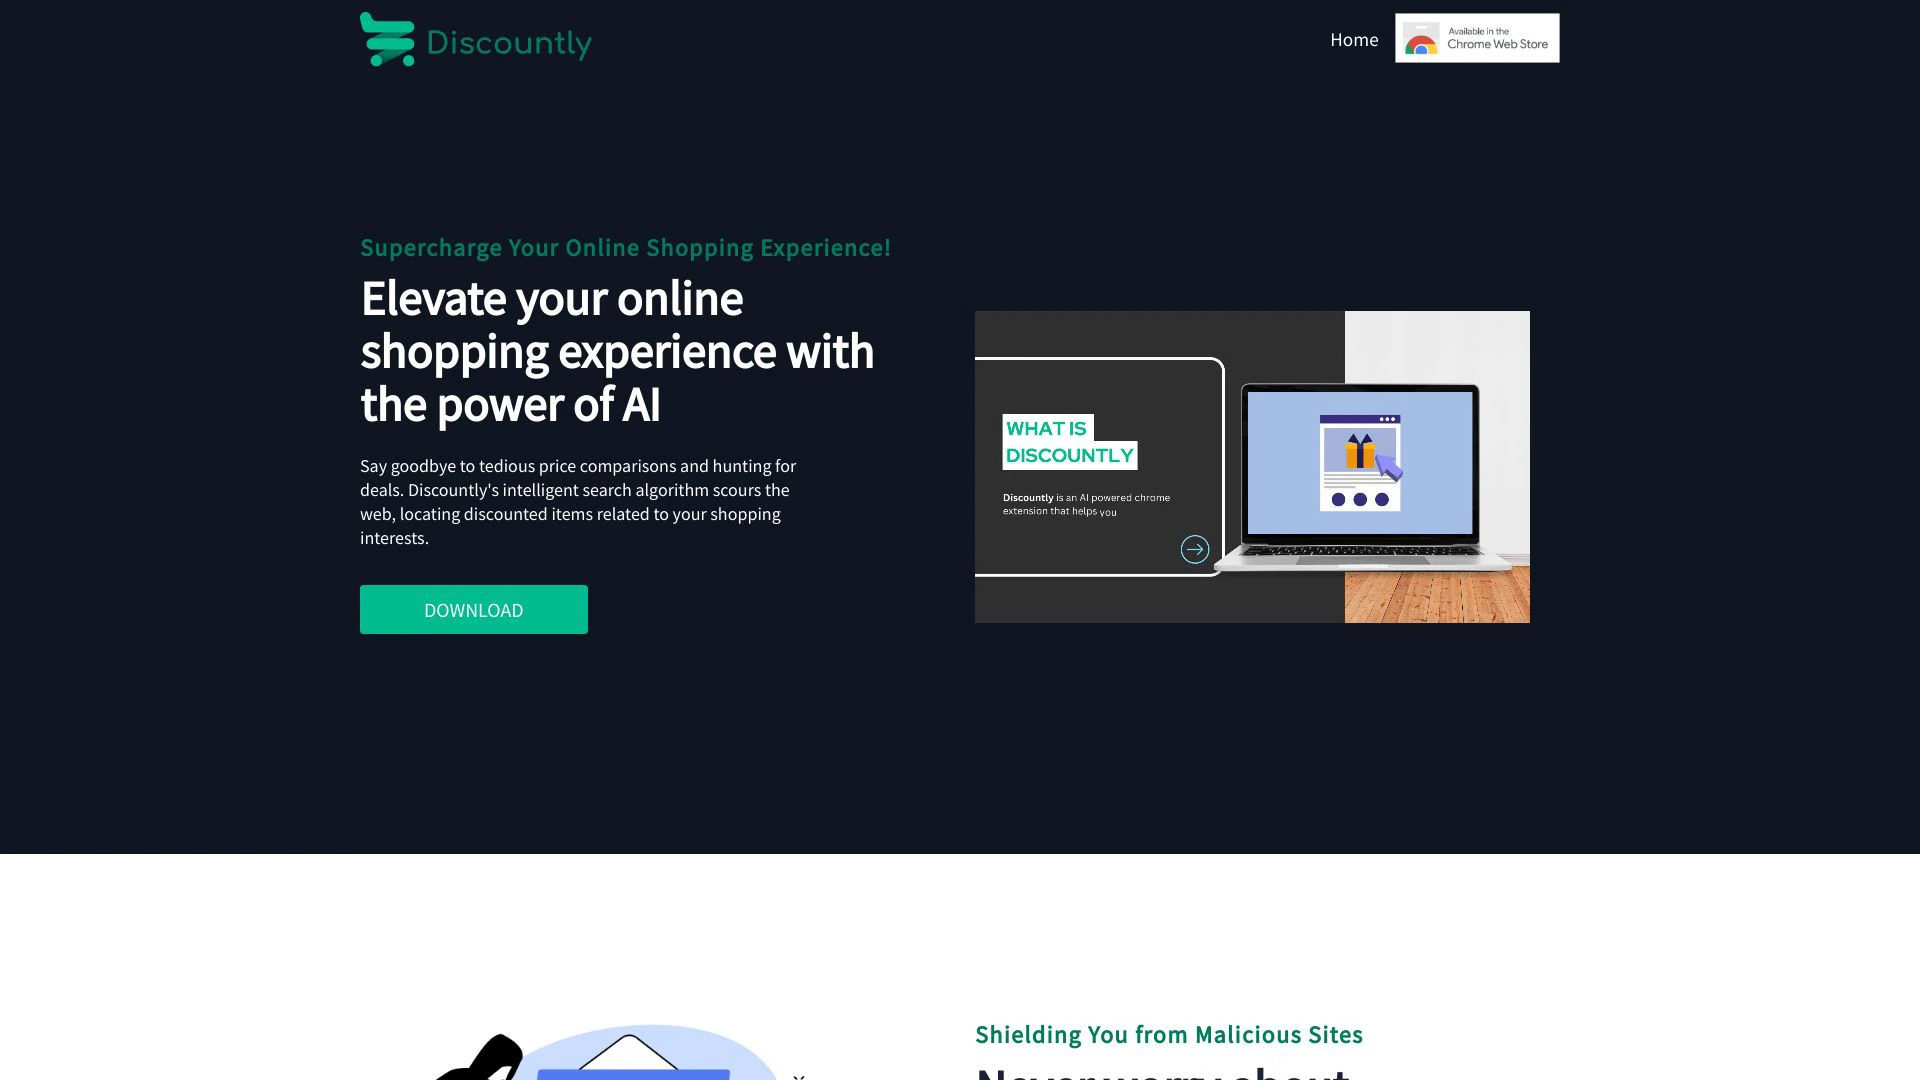 Discountly
Home
Available in the
Chrome Web Store
Supercharge Your Online Shopping Experience!
Elevate your online
shopping experience with
the power of AI
Say goodbye to tedious price comparisons and hunting for
deals. Discountly's intelligent search algorithm scours the
web, locating discounted items related to your shopping
interests.
DOWNLOAD
WHAT IS
DISCOUNTLY
Discountly is an AI powered chrome
extension that helps you
Shielding You from Malicious Sites
Never worry about